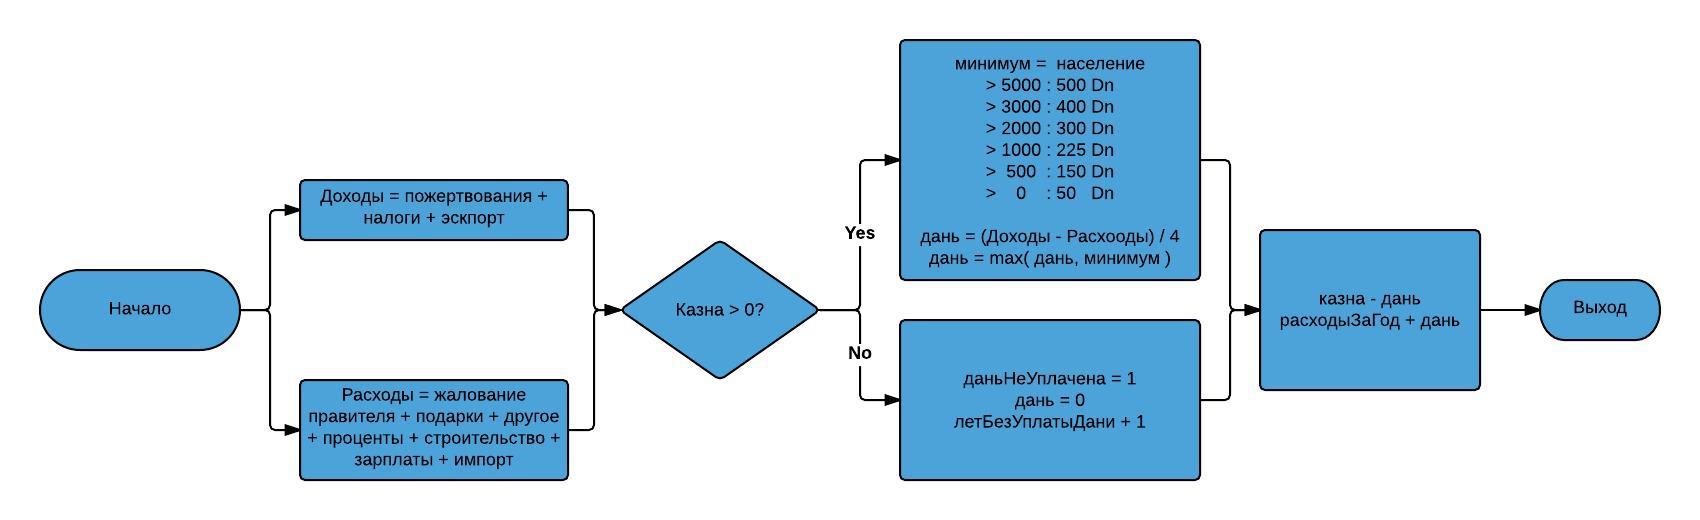 Начало
Доходы = пожертвования +
налоги + эскпорт
Расходы = жалование
правителя + подарки + другое
+ проценты + строительство +
зарплаты + импорт
Казна > 0?
Yes
No
минимум = население
> 5000 : 500 Dn
> 3000 : 400 Dn
> 2000 : 300 Dn
> 1000 : 225 Dn
> 500 : 150 Dn
> 0 : 50 Dn
дань = (Доходы - Расхооды) / 4
дань = max( дань, минимум )
даньНеУплачена = 1
дань = 0
летБезУплатыДани + 1
казна - дань
расходыЗаГод + дань
Выход